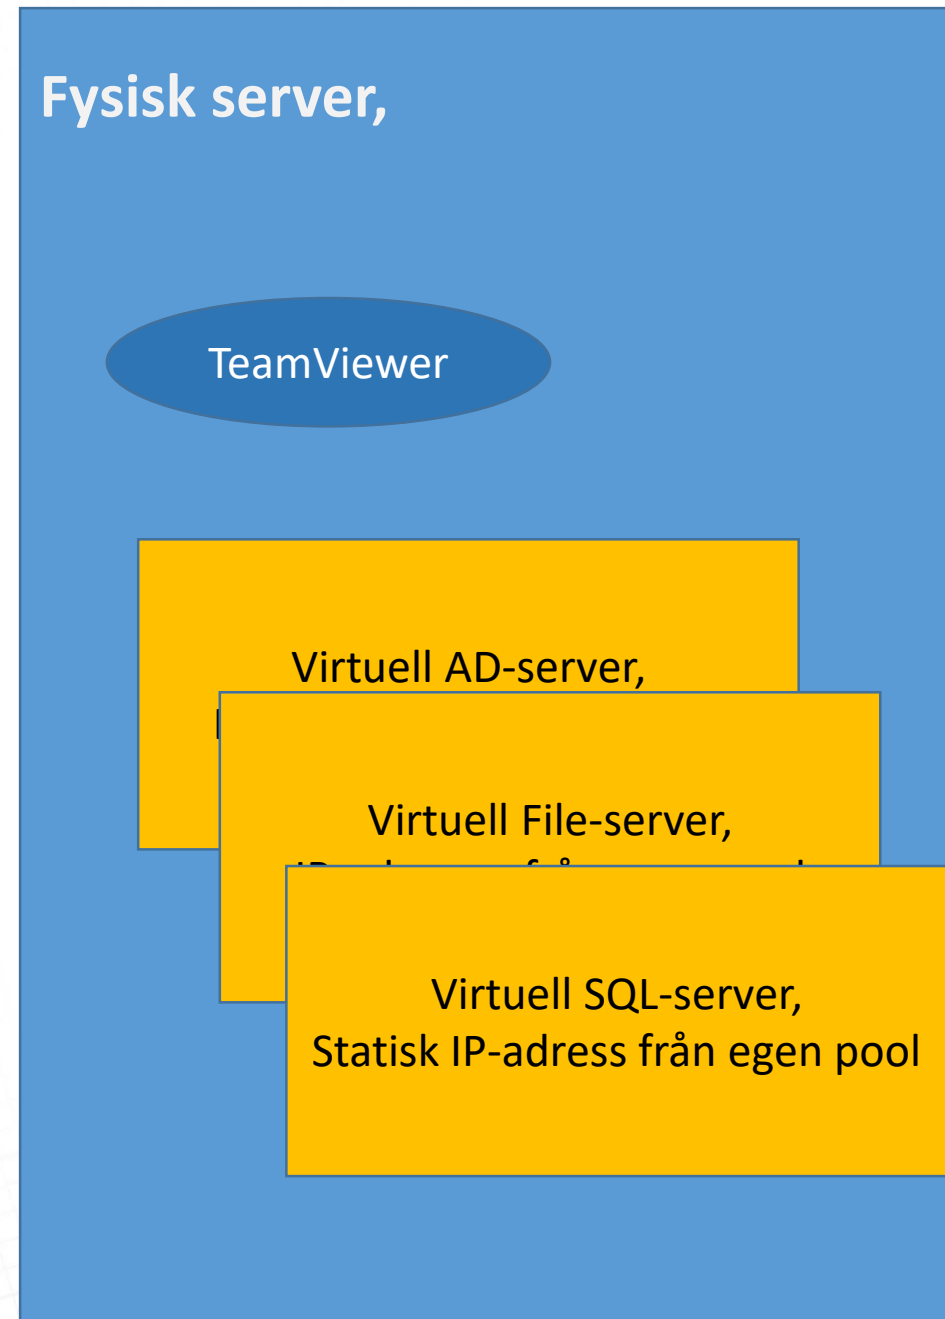 Fysisk server,
TeamViewer
Virtuell AD-server,
Virtuell File-server,
Virtuell SQL-server,
Statisk IP-adress från egen pool